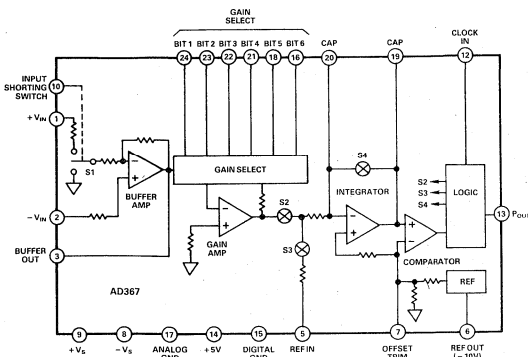 GAIN
SELECT
BIT 1 BIT 2 BIT 3 BIT 4 BIT 5 BIT 6 CAP CAP CLOCK
IN
24 23 22 21 18 16 20 19 12
INPUT
SHORTING
SWITCH
10
+VIN
1
S1
BUFFER
AMP
GAIN SELECT
S4
INTEGRATOR
S2
S3
S4
LOGIC
13 POUT
−VIN
2
S2
GAIN
AMP
S3
COMPARATOR
BUFFER
OUT
3
REF
AD367
9 8 17 14 15 5 7 6
+VS −VS ANALOG +5V DIGITAL REF IN OFFSET REF OUT
GND GND TRIM (−10V)